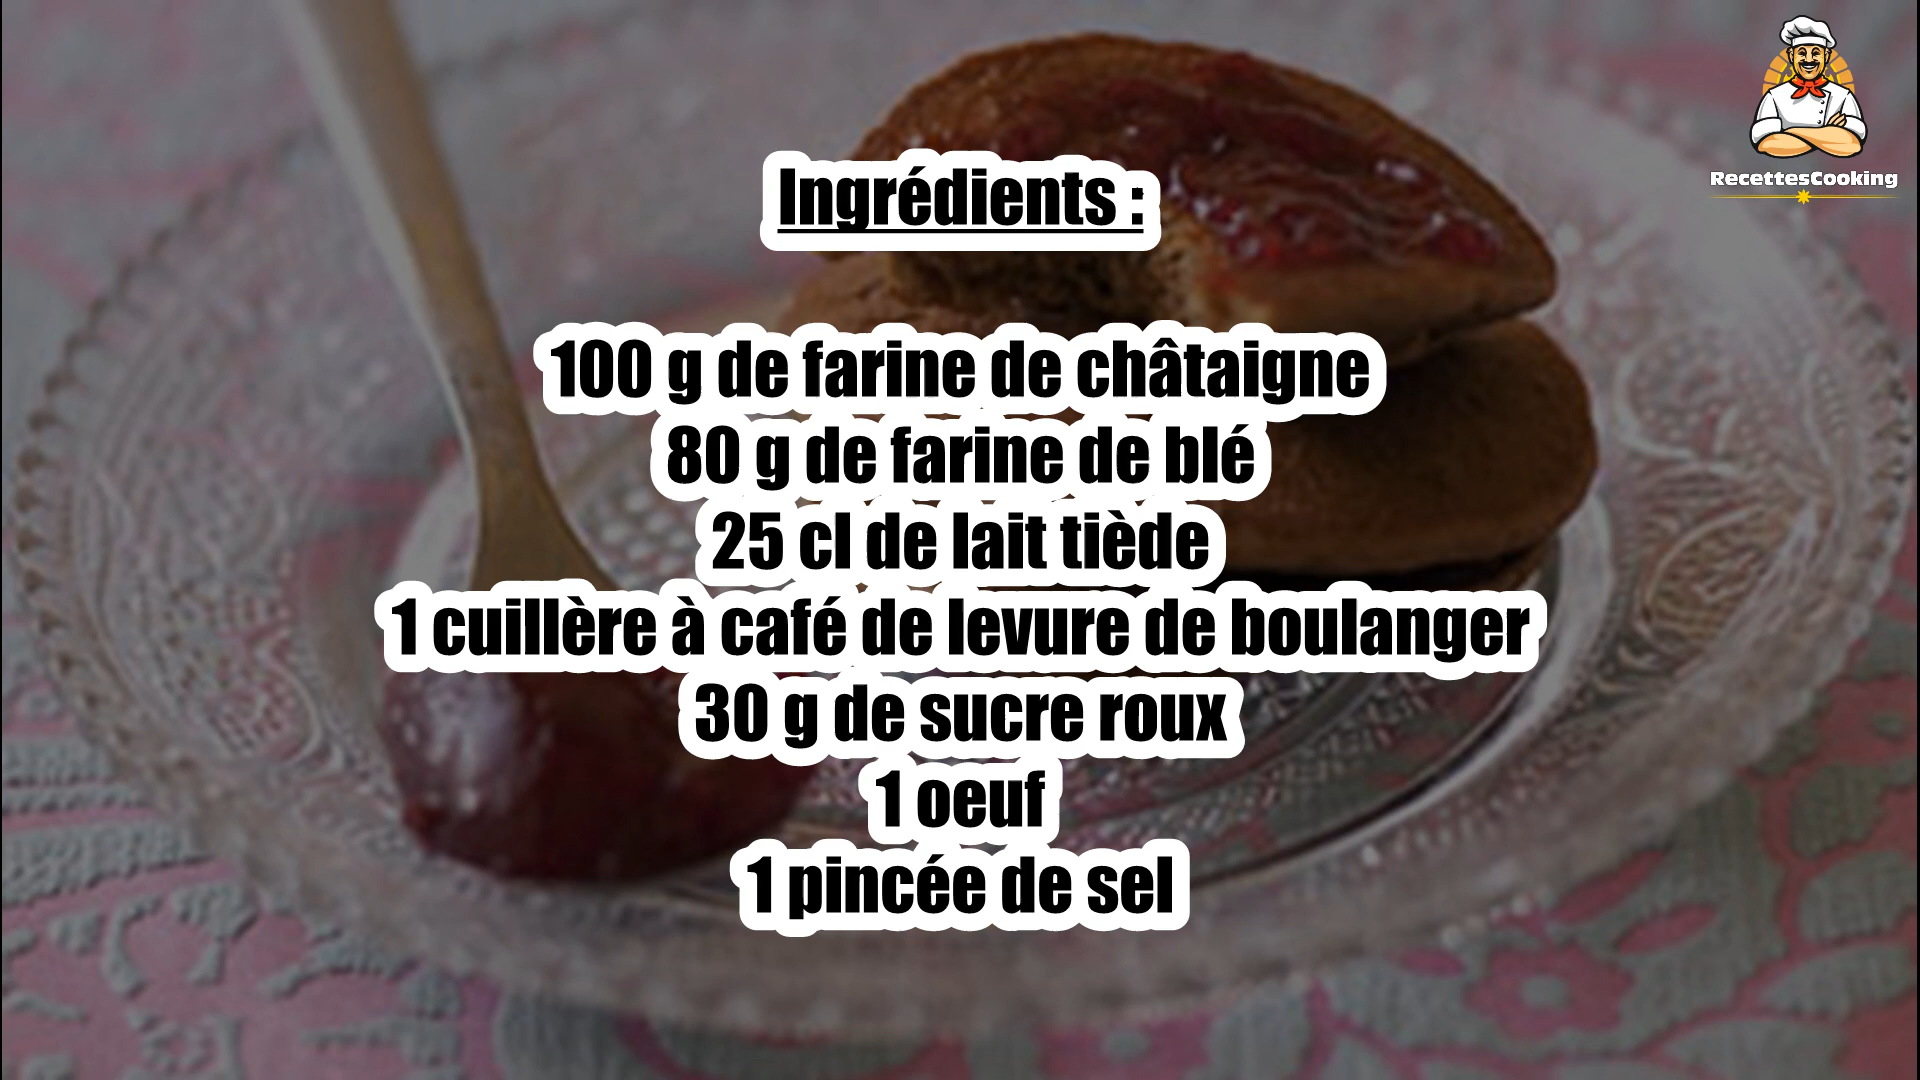 RecettesCooking
Ingrédients :
100 g de farine de châtaigne
80 g de farine de blé
25 cl de lait tiède
1 cuillère à café de levure de boulanger
30 g de sucre roux
1 oeuf
1 pincée de sel